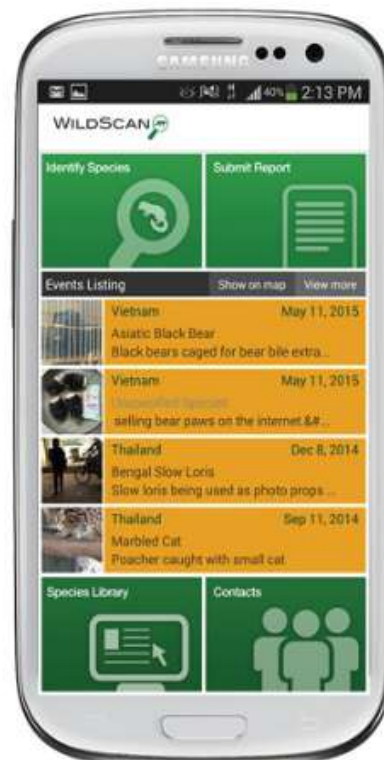 SAMSUNG
40% 2:13 PM
WILDSCAN
Identify Species
Submit Report
Events Listing Show on map View more
Vietnam May 11, 2015
Asiatic Black Bear
Black bears caged for bear bile extra...
Vietnam May 11, 2015
Unspecified Species
selling bear paws on the internet.&#...
Thailand Dec 8, 2014
Bengal Slow Loris
Slow loris being used as photo props ...
Thailand Sep 11, 2014
Marbled Cat
Poacher caught with small cat
Species Library
Contacts